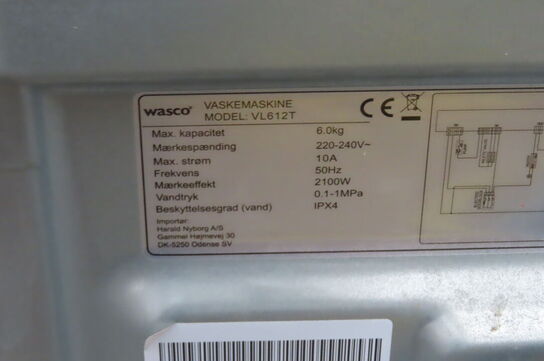 wasco VASKEMASKINE
MODEL: VL612T
CE
Max. kapacitet 6.0kg
Mærkespænding 220-240V~
Max. strøm 10A
Frekvens 50Hz
Mærkeeffekt 2100W
Vandtryk 0.1-1MPa
Beskyttelsesgrad (vand) IPX4
Importør:
Harald Nyborg A/S
Gammel Højmevej 30
DK-5250 Odense SV